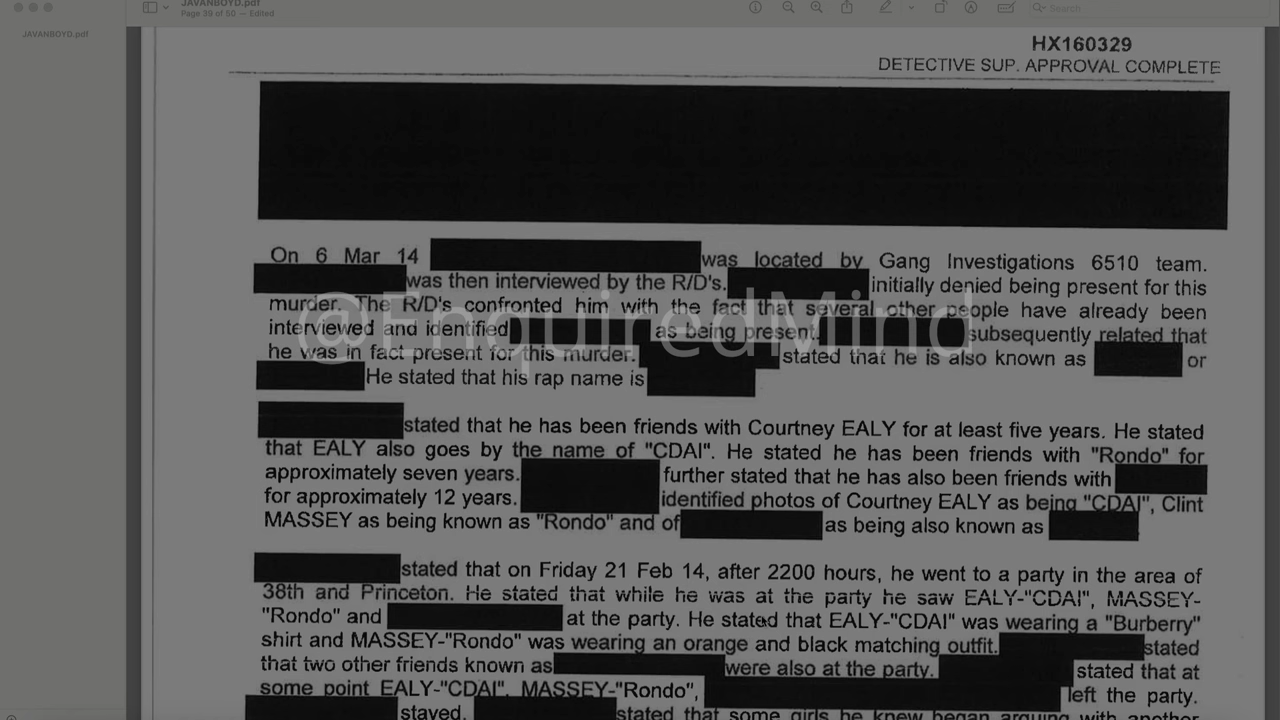 JAVANBOYD.pdf
Page 39 of 50 — Edited
Search
JAVANBOYD.pdf
HX160329
DETECTIVE SUP. APPROVAL COMPLETE
On 6 Mar 14 was located by Gang Investigations 6510 team.
was then interviewed by the R/D's. initially denied being present for this
murder. The R/D's confronted him with the fact that several other people have already been
interviewed and identified as being present. subsequently related that
he was in fact present for this murder. stated that he is also known as or
He stated that his rap name is
@EnquiredMind
stated that he has been friends with Courtney EALY for at least five years. He stated
that EALY also goes by the name of "CDAI". He stated he has been friends with "Rondo" for
approximately seven years. further stated that he has also been friends with
for approximately 12 years. identified photos of Courtney EALY as being "CDAI", Clint
MASSEY as being known as "Rondo" and of as being also known as
stated that on Friday 21 Feb 14, after 2200 hours, he went to a party in the area of
38th and Princeton. He stated that while he was at the party he saw EALY-"CDAI", MASSEY-
"Rondo" and at the party. He stated that EALY-"CDAI" was wearing a "Burberry"
shirt and MASSEY-"Rondo" was wearing an orange and black matching outfit. stated
that two other friends known as were also at the party. stated that at
some point EALY-"CDAI", MASSEY-"Rondo", left the party.
stayed. stated that some girls he knew began arguing with another